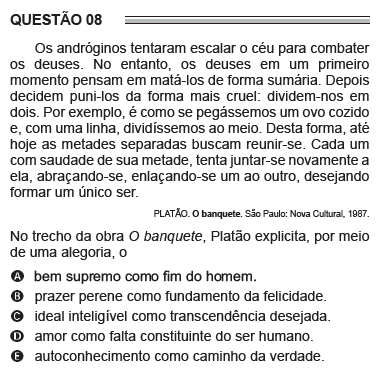 QUESTÃO 08
Os andróginos tentaram escalar o céu para combater
os deuses. No entanto, os deuses em um primeiro
momento pensam em matá-los de forma sumária. Depois
decidem puni-los da forma mais cruel: dividem-nos em
dois. Por exemplo, é como se pegássemos um ovo cozido
e, com uma linha, dividíssemos ao meio. Desta forma, até
hoje as metades separadas buscam reunir-se. Cada um
com saudade de sua metade, tenta juntar-se novamente a
ela, abraçando-se, enlaçando-se um ao outro, desejando
formar um único ser.
PLATÃO. O banquete. São Paulo: Nova Cultural, 1987.
No trecho da obra O banquete, Platão explicita, por meio
de uma alegoria, o
A bem supremo como fim do homem.
B prazer perene como fundamento da felicidade.
C ideal inteligível como transcendência desejada.
D amor como falta constituinte do ser humano.
E autoconhecimento como caminho da verdade.